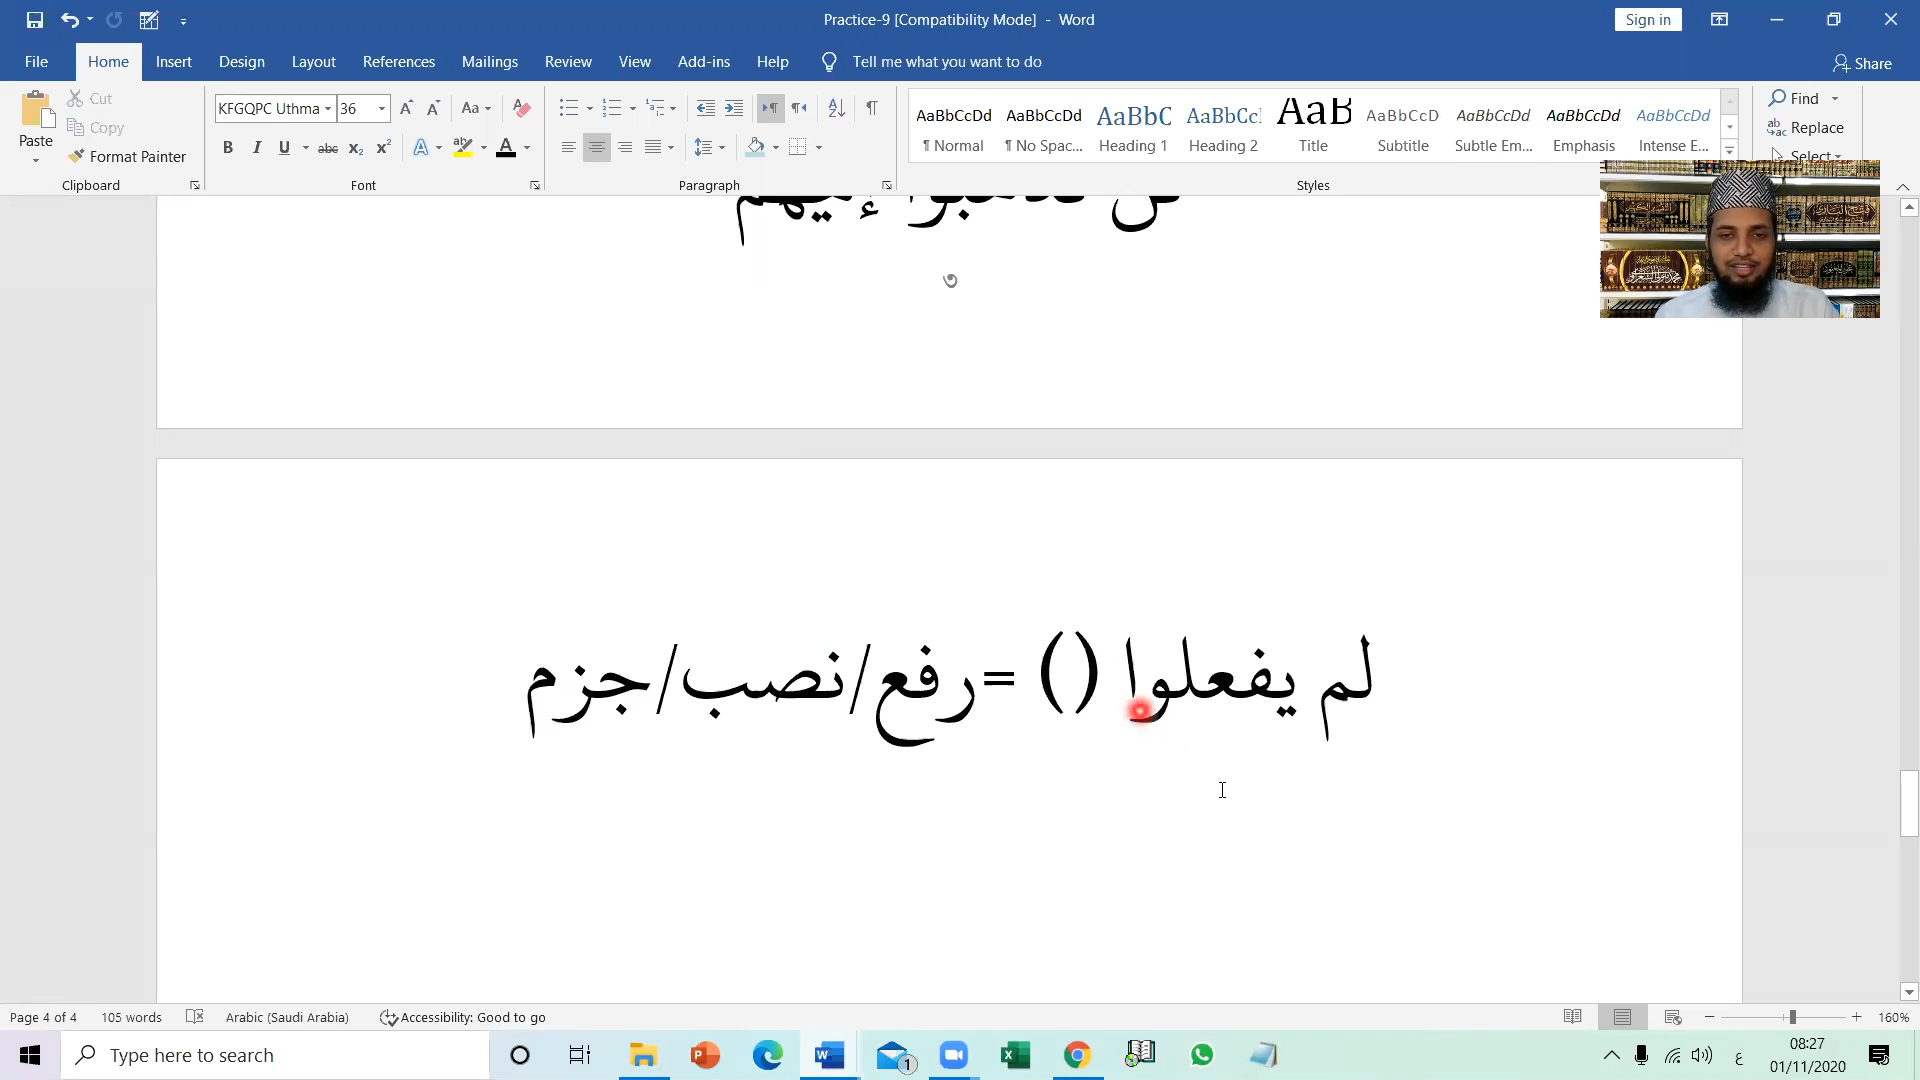 Practice-9 [Compatibility Mode] - Word
Sign in
File Home Insert Design Layout References Mailings Review View Add-ins Help Tell me what you want to do
Share
Paste
Cut
Copy
Format Painter
Clipboard
KFGQPC Uthma 36
Font
Paragraph
AaBbCcDd AaBbCcDd AaBbC AaBbCc AaB AaBbCcD AaBbCcDd AaBbCcDd AaBbCcDd
¶ Normal ¶ No Spac... Heading 1 Heading 2 Title Subtitle Subtle Em... Emphasis Intense E...
Styles
Find
Replace
Select
لم يفعلوا () =رفع/نصب/جزم
Page 4 of 4 105 words Arabic (Saudi Arabia) Accessibility: Good to go
160%
Type here to search
1
ع
08:27
01/11/2020